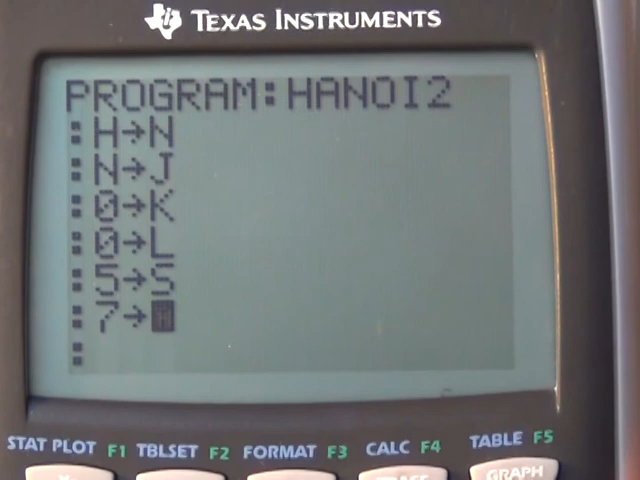 TEXAS INSTRUMENTS
PROGRAM:HANOI2
:H→N
:N→J
:0→K
:0→L
:5→S
:7→
:
STAT PLOT F1 TBLSET F2 FORMAT F3 CALC F4 TABLE F5
GRAPH